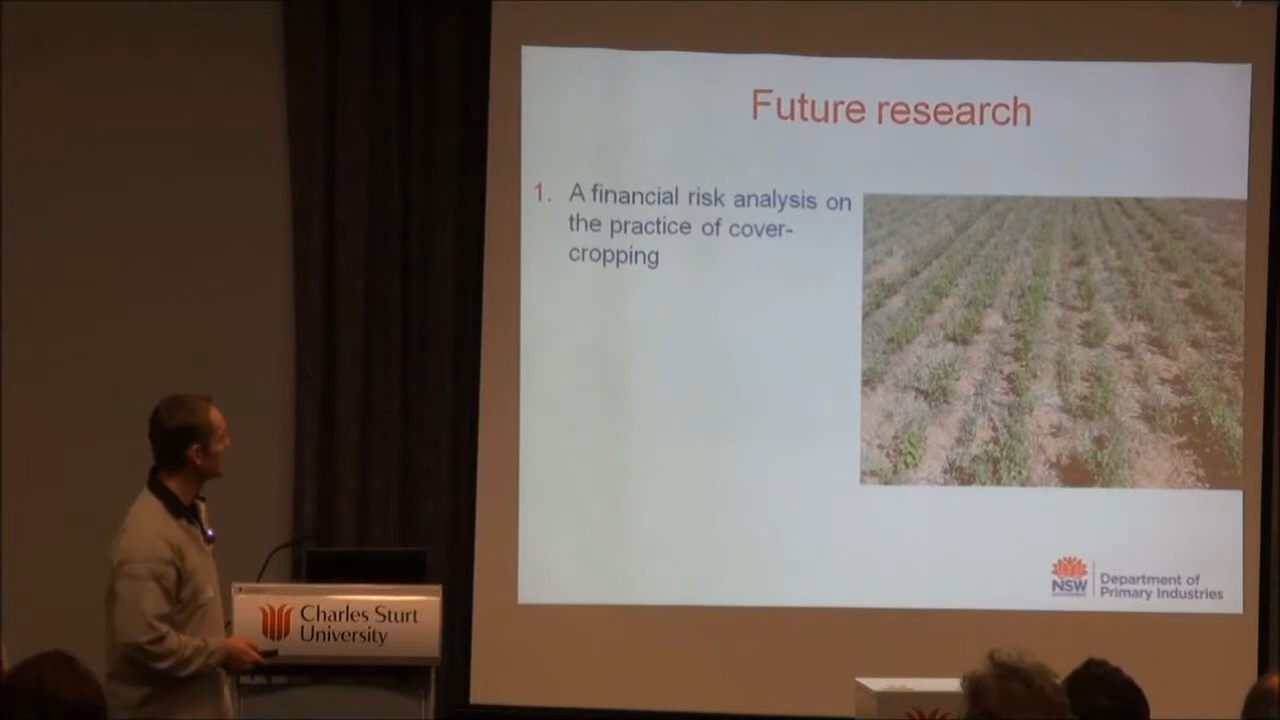 Future research
1. A financial risk analysis on
the practice of cover-
cropping
NSW
Department of
Primary Industries
Charles Sturt
University